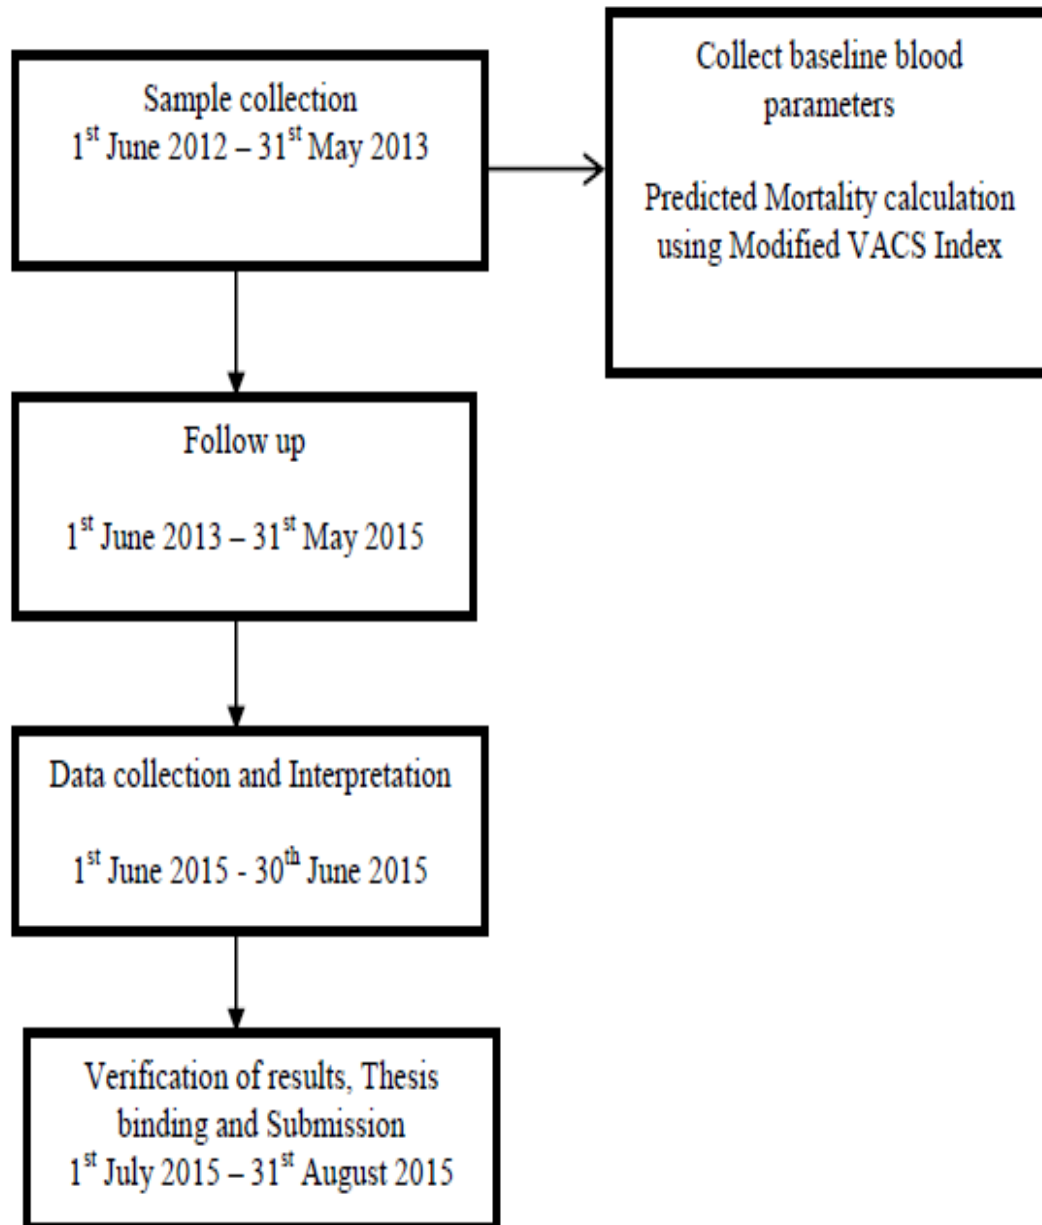 Sample collection
1st June 2012 – 31st May 2013
Collect baseline blood
parameters
Predicted Mortality calculation
using Modified VACS Index
Follow up
1st June 2013 – 31st May 2015
Data collection and Interpretation
1st June 2015 - 30th June 2015
Verification of results, Thesis
binding and Submission
1st July 2015 – 31st August 2015